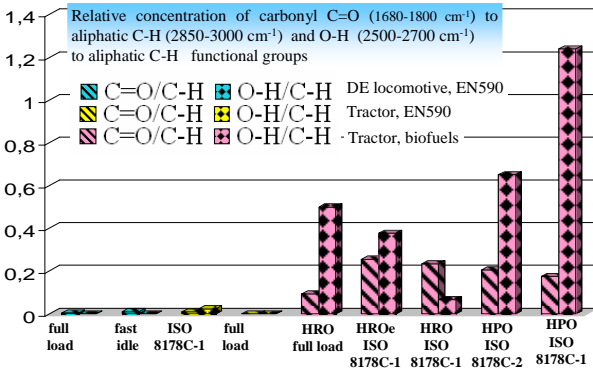 Relative concentration of carbonyl C=O (1680-1800 cm⁻¹) to
aliphatic C-H (2850-3000 cm⁻¹) and O-H (2500-2700 cm⁻¹)
to aliphatic C-H functional groups
C=O/C-H O-H/C-H DE locomotive, EN590
C=O/C-H O-H/C-H Tractor, EN590
C=O/C-H O-H/C-H Tractor, biofuels
1,4
1,2
1
0,8
0,6
0,4
0,2
0
full
load
fast
idle
ISO
8178C-1
full
load
HRO
full load
HROe
ISO
8178C-1
HRO
ISO
8178C-1
HPO
ISO
8178C-2
HPO
ISO
8178C-1